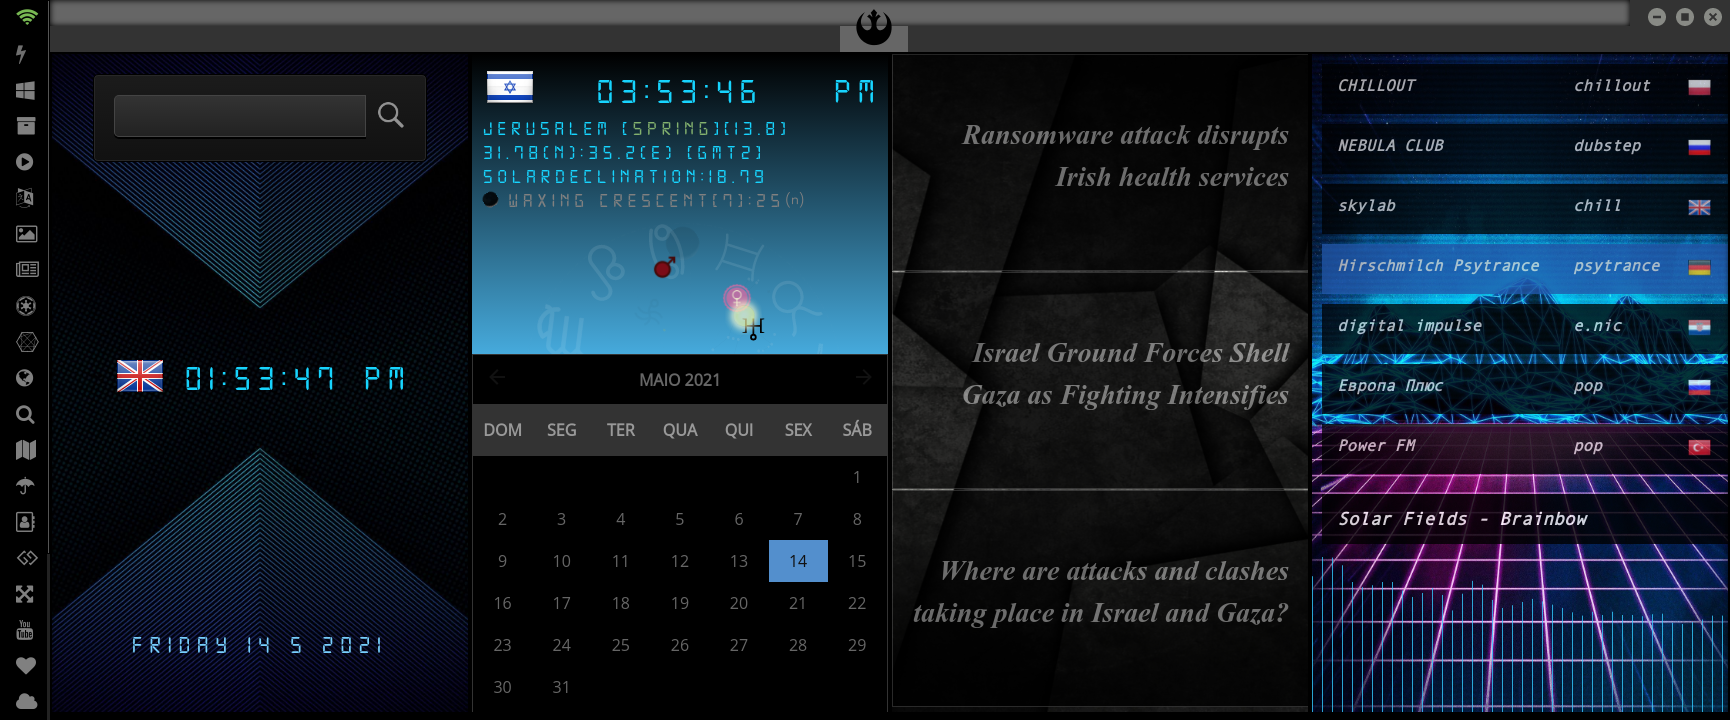 01:53:47 PM
FRIDAY 14 5 2021
03:53:46 PM
JERUSALEM [SPRING][13.8]
31.78(N):35.2(E) [GMT2]
SOLARDECLINATION:18.79
WAXING CRESCENT[7]:25(n)
MAIO 2021
DOM SEG TER QUA QUI SEX SÁB
1
2 3 4 5 6 7 8
9 10 11 12 13 14 15
16 17 18 19 20 21 22
23 24 25 26 27 28 29
30 31
Ransomware attack disrupts
Irish health services
Israel Ground Forces Shell
Gaza as Fighting Intensifies
Where are attacks and clashes
taking place in Israel and Gaza?
CHILLOUT chillout
NEBULA CLUB dubstep
skylab chill
Hirschmilch Psytrance psytrance
digital impulse e.nic
Европа Плюс pop
Power FM pop
Solar Fields - Brainbow
You
Tube